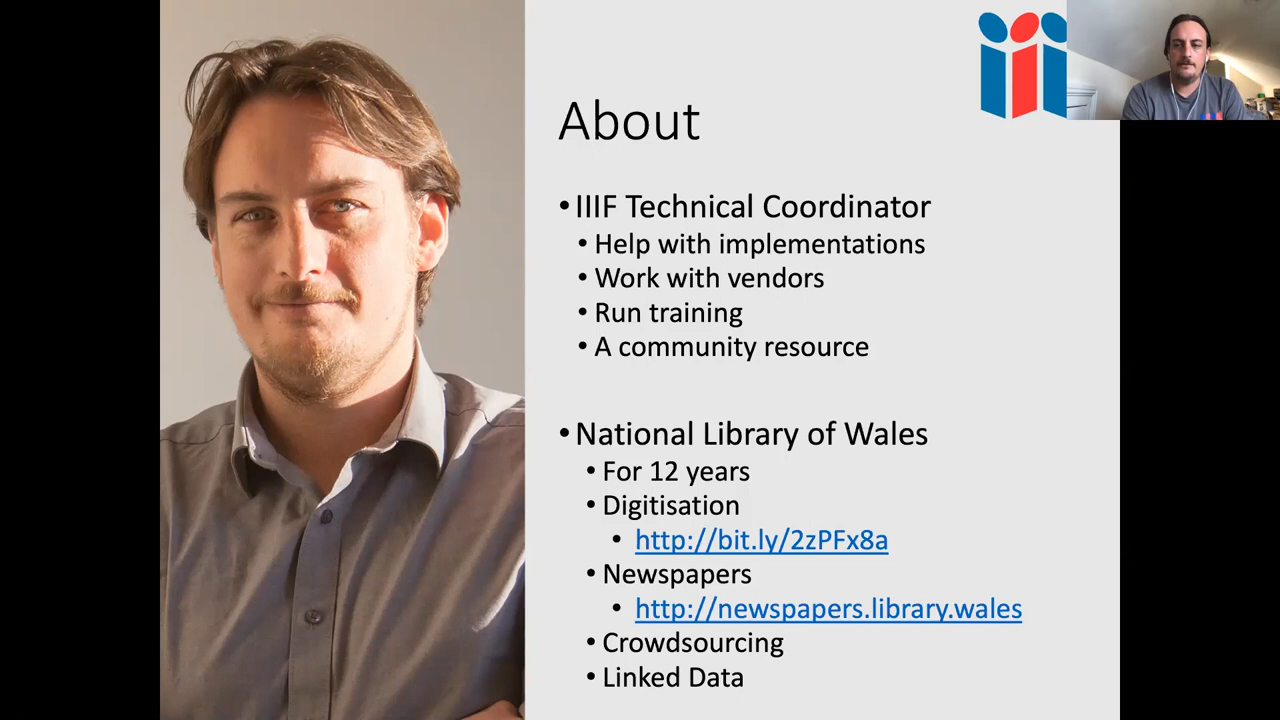 About
• IIIF Technical Coordinator
• Help with implementations
• Work with vendors
• Run training
• A community resource
• National Library of Wales
• For 12 years
• Digitisation
• http://bit.ly/2zPFx8a
• Newspapers
• http://newspapers.library.wales
• Crowdsourcing
• Linked Data